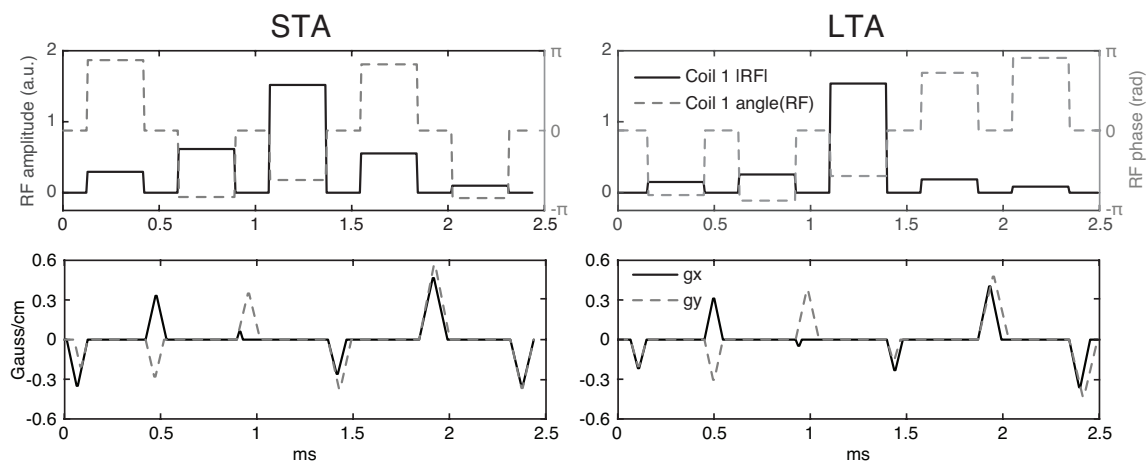 STA
LTA
2
1
0
RF amplitude (a.u.)
π
0
-π
0 0.5 1 1.5 2 2.5
2
1
0
Coil 1 |RF|
Coil 1 angle(RF)
π
0
-π
RF phase (rad)
0 0.5 1 1.5 2 2.5
0.6
0.3
0
-0.3
-0.6
Gauss/cm
0 0.5 1 1.5 2 2.5
ms
0.6
0.3
0
-0.3
-0.6
gx
gy
0 0.5 1 1.5 2 2.5
ms